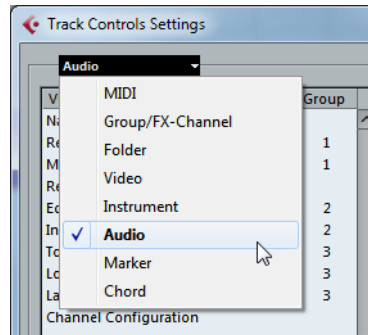 Track Controls Settings
Audio
MIDI
Group
Group/FX-Channel
Folder
1
1
Video
Instrument
2
Audio
2
3
Marker
3
Chord
3
Channel Configuration